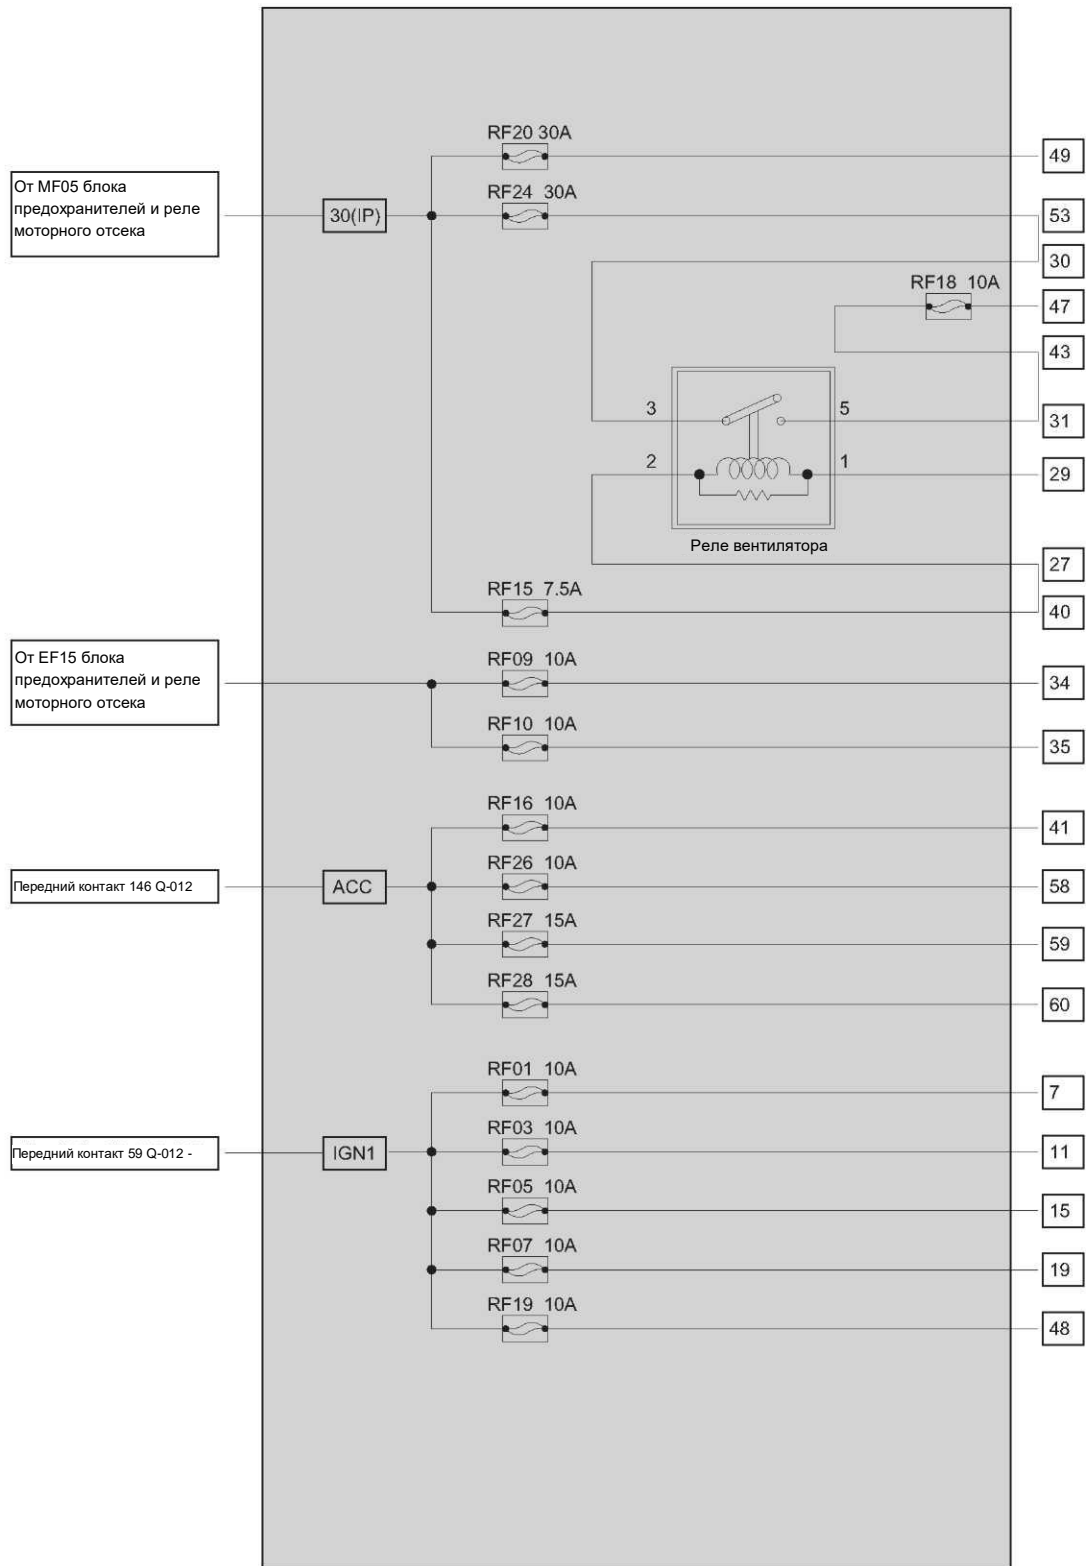 RF20 30A
49
От MF05 блока
предохранителей и реле
моторного отсека
30(IP)
RF24 30A
53
30
RF18 10A
47
43
3
5
31
2
1
29
Реле вентилятора
27
RF15 7.5A
40
От EF15 блока
предохранителей и реле
моторного отсека
RF09 10A
34
RF10 10A
35
RF16 10A
41
Передний контакт 146 Q-012
ACC
RF26 10A
58
RF27 15A
59
RF28 15A
60
RF01 10A
7
Передний контакт 59 Q-012 -
IGN1
RF03 10A
11
RF05 10A
15
RF07 10A
19
RF19 10A
48